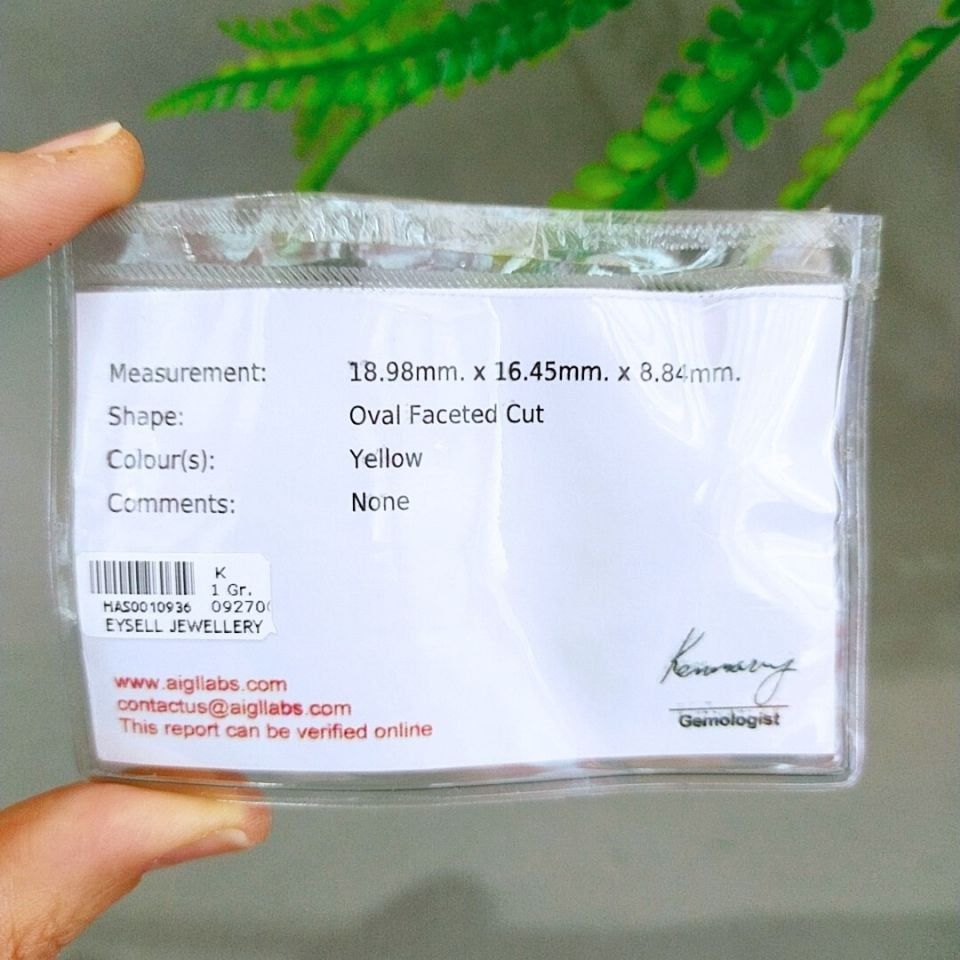 Measurement: 18.98mm. x 16.45mm. x 8.84mm.
Shape: Oval Faceted Cut
Colour(s): Yellow
Comments: None
K
1 Gr.
HAS0010936 09270
EYSELL JEWELLERY
www.aigllabs.com
contactus@aigllabs.com
This report can be verified online
Gemologist